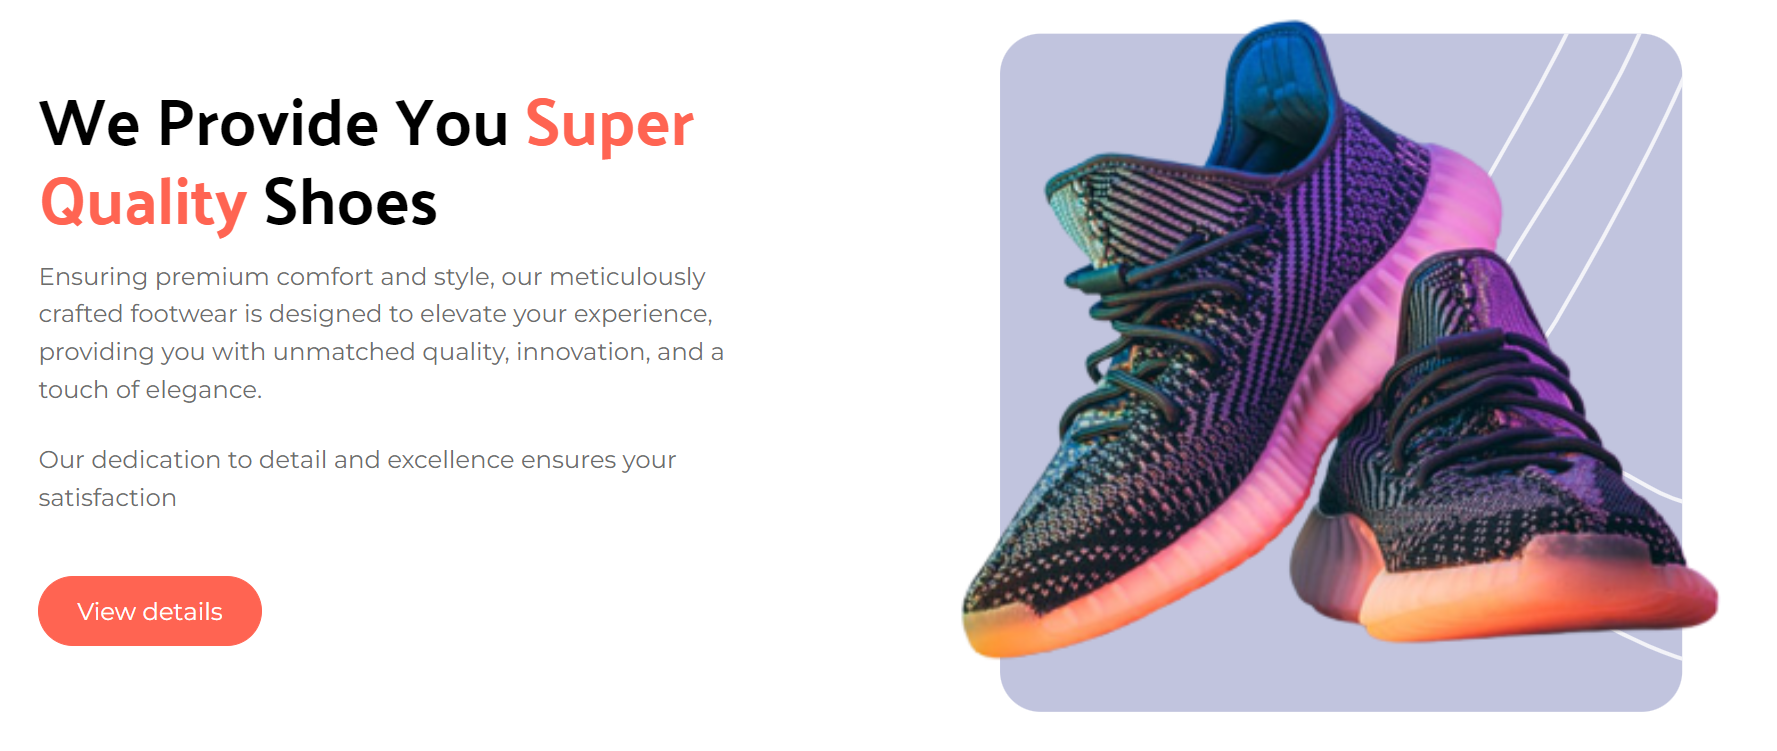 We Provide You Super
Quality Shoes
Ensuring premium comfort and style, our meticulously
crafted footwear is designed to elevate your experience,
providing you with unmatched quality, innovation, and a
touch of elegance.
Our dedication to detail and excellence ensures your
satisfaction
View details